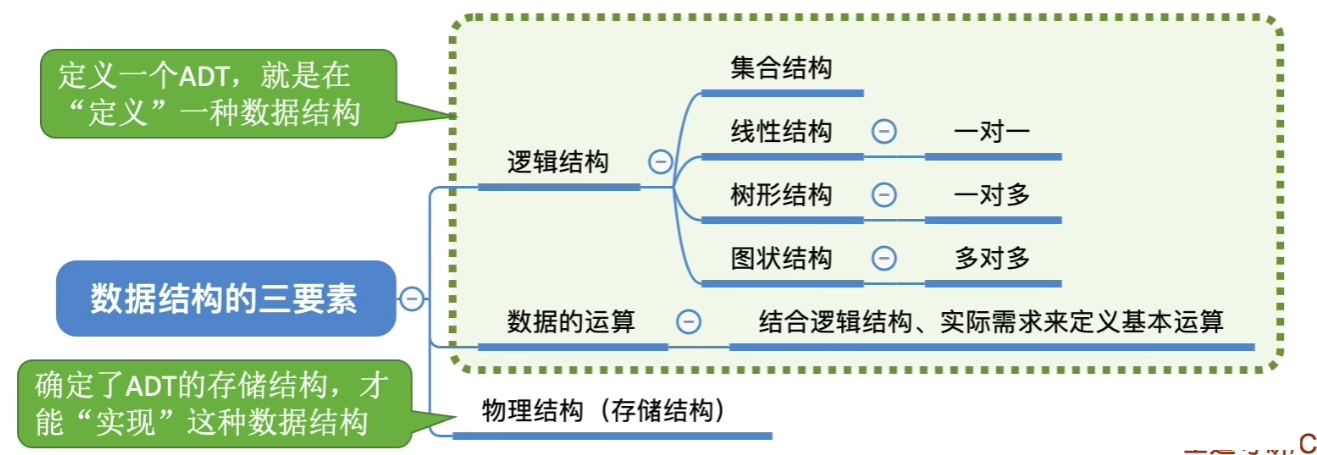 定义一个ADT，就是在
“定义”一种数据结构
集合结构
线性结构
一对一
逻辑结构
树形结构
一对多
图状结构
多对多
数据结构的三要素
数据的运算
结合逻辑结构、实际需求来定义基本运算
确定了ADT的存储结构，才
能“实现”这种数据结构
物理结构（存储结构）